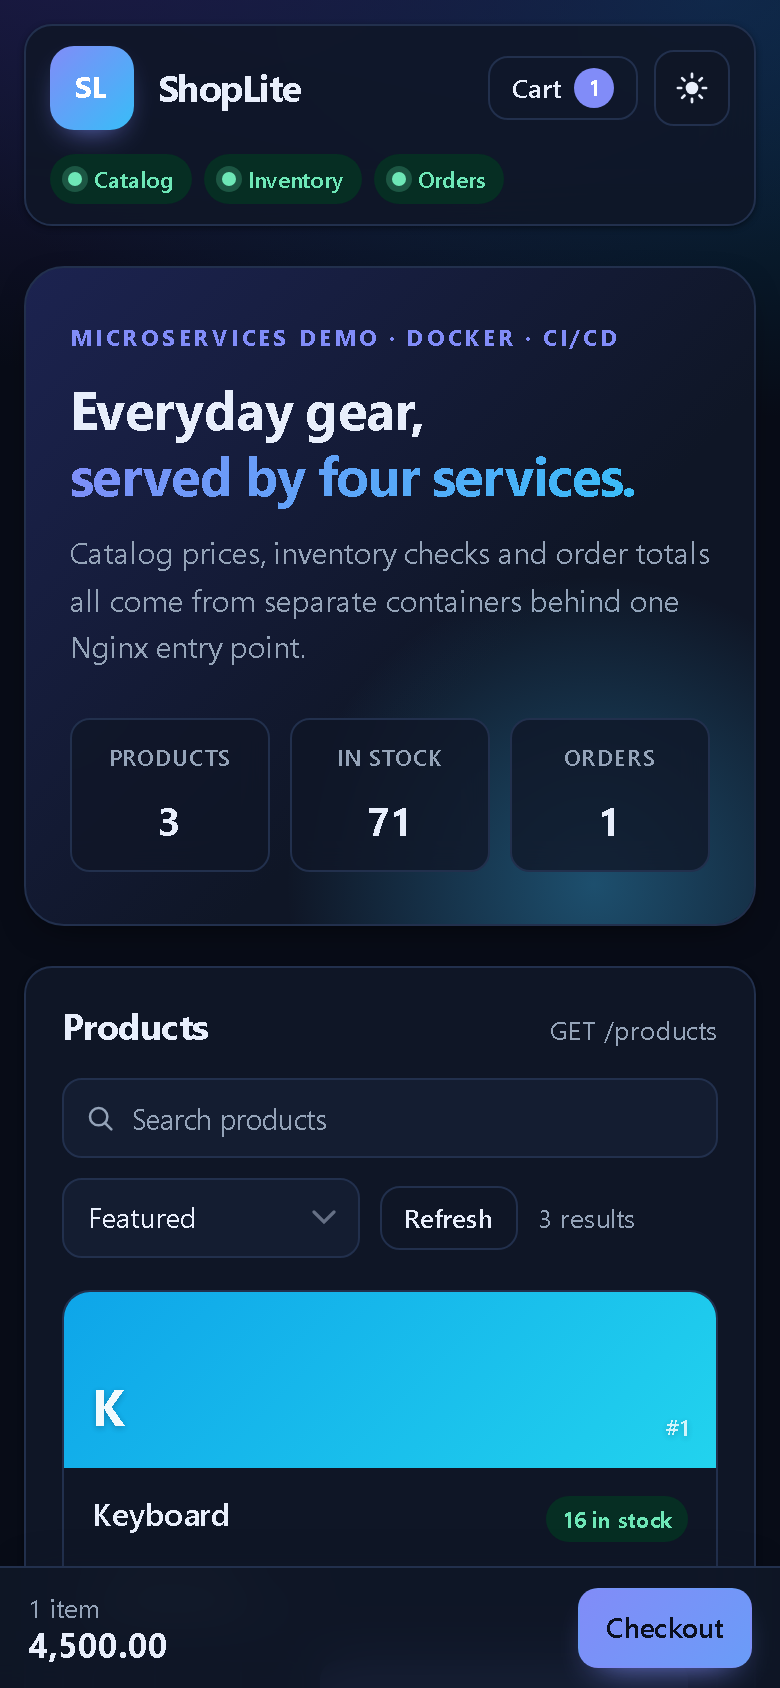 SL
ShopLite
Cart 1
Catalog
Inventory
Orders
MICROSERVICES DEMO · DOCKER · CI/CD
Everyday gear,
served by four services.
Catalog prices, inventory checks and order totals
all come from separate containers behind one
Nginx entry point.
PRODUCTS
3
IN STOCK
71
ORDERS
1
Products
GET /products
Search products
Featured
Refresh
3 results
K
#1
Keyboard
16 in stock
1 item
4,500.00
Checkout